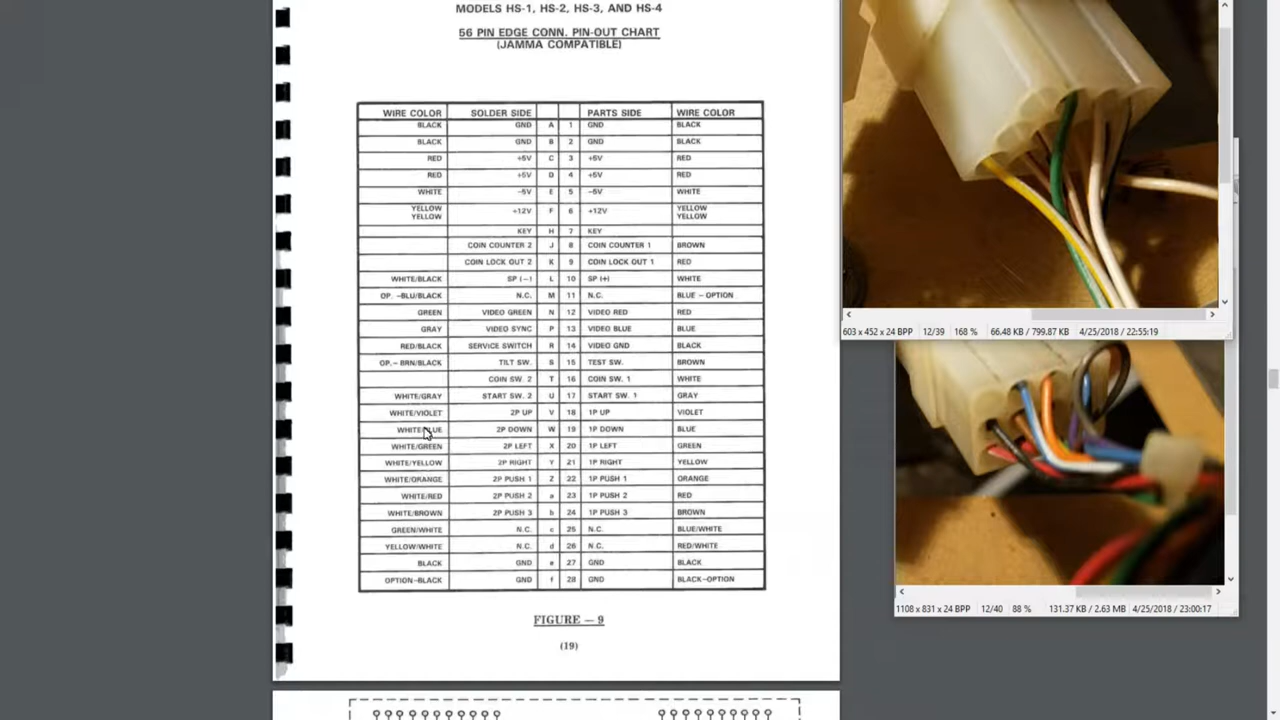 MODELS HS-1, HS-2, HS-3, AND HS-4
56 PIN EDGE CONN. PIN-OUT CHART
(JAMMA COMPATIBLE)
WIRE COLOR SOLDER SIDE PARTS SIDE WIRE COLOR
BLACK GND A 1 GND BLACK
BLACK GND B 2 GND BLACK
RED +5V C 3 +5V RED
RED +5V D 4 +5V RED
WHITE -5V E 5 -5V WHITE
YELLOW YELLOW
+12V F 6 +12V
YELLOW YELLOW
KEY H 7 KEY
COIN COUNTER 2 J 8 COIN COUNTER 1 BROWN
COIN LOCK OUT 2 K 9 COIN LOCK OUT 1 RED
WHITE/BLACK SP (-) L 10 SP (+) WHITE
OP. -BLU/BLACK N.C. M 11 N.C. BLUE - OPTION
GREEN VIDEO GREEN N 12 VIDEO RED RED
GRAY VIDEO SYNC P 13 VIDEO BLUE BLUE
RED/BLACK SERVICE SWITCH R 14 VIDEO GND BLACK
OP.- BRN/BLACK TILT SW. S 15 TEST SW. BROWN
COIN SW. 2 T 16 COIN SW. 1 WHITE
WHITE/GRAY START SW. 2 U 17 START SW. 1 GRAY
WHITE/VIOLET 2P UP V 18 1P UP VIOLET
WHITE/BLUE 2P DOWN W 19 1P DOWN BLUE
WHITE/GREEN 2P LEFT X 20 1P LEFT GREEN
WHITE/YELLOW 2P RIGHT Y 21 1P RIGHT YELLOW
WHITE/ORANGE 2P PUSH 1 Z 22 1P PUSH 1 ORANGE
WHITE/RED 2P PUSH 2 a 23 1P PUSH 2 RED
WHITE/BROWN 2P PUSH 3 b 24 1P PUSH 3 BROWN
GREEN/WHITE N.C. c 25 N.C. BLUE/WHITE
YELLOW/WHITE N.C. d 26 N.C. RED/WHITE
BLACK GND e 27 GND BLACK
OPTION-BLACK GND f 28 GND BLACK-OPTION
FIGURE - 9
(19)
603 x 452 x 24 BPP 12/39 168 % 66.48 KB / 799.87 KB 4/25/2018 / 22:55:19
1108 x 831 x 24 BPP 12/40 88 % 131.37 KB / 2.63 MB 4/25/2018 / 23:00:17